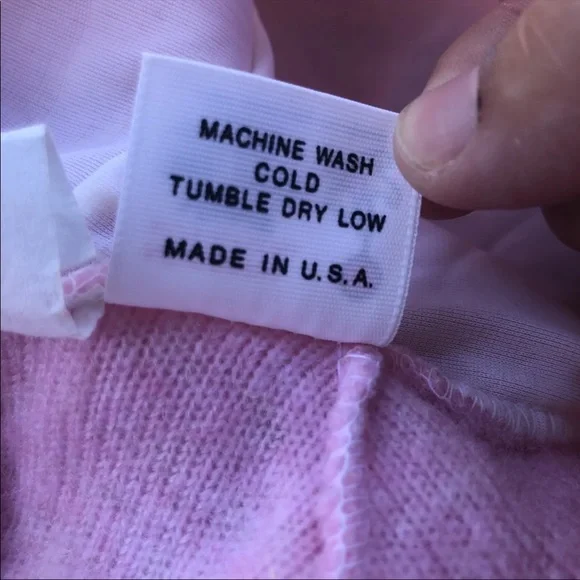 MACHINE WASH
COLD
TUMBLE DRY LOW
MADE IN U.S.A.